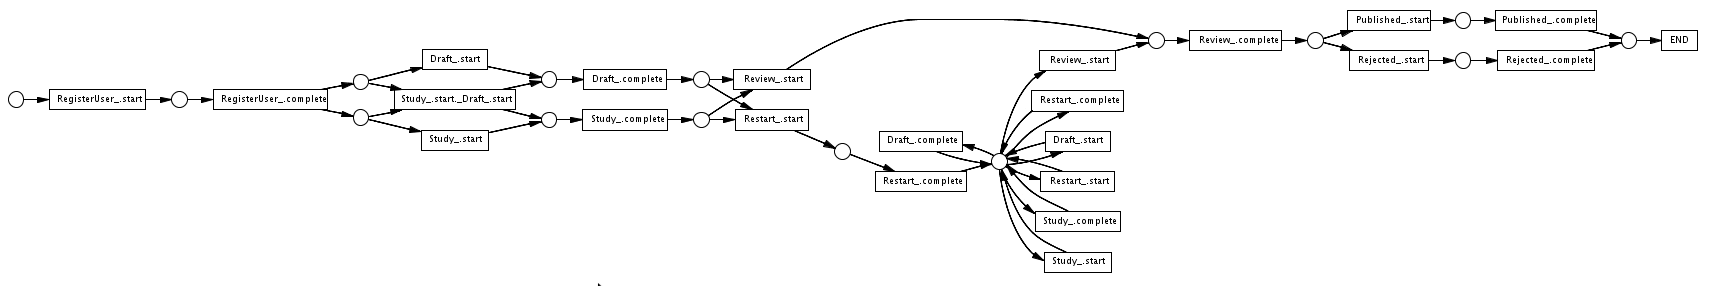 RegisterUser_.start
RegisterUser_.complete
Draft_.start
Study_.start._Draft_.start
Study_.start
Draft_.complete
Study_.complete
Review_.start
Restart_.start
Draft_.complete
Restart_.complete
Review_.start
Restart_.complete
Draft_.start
Restart_.start
Study_.complete
Study_.start
Review_.complete
Published_.start
Rejected_.start
Published_.complete
Rejected_.complete
END